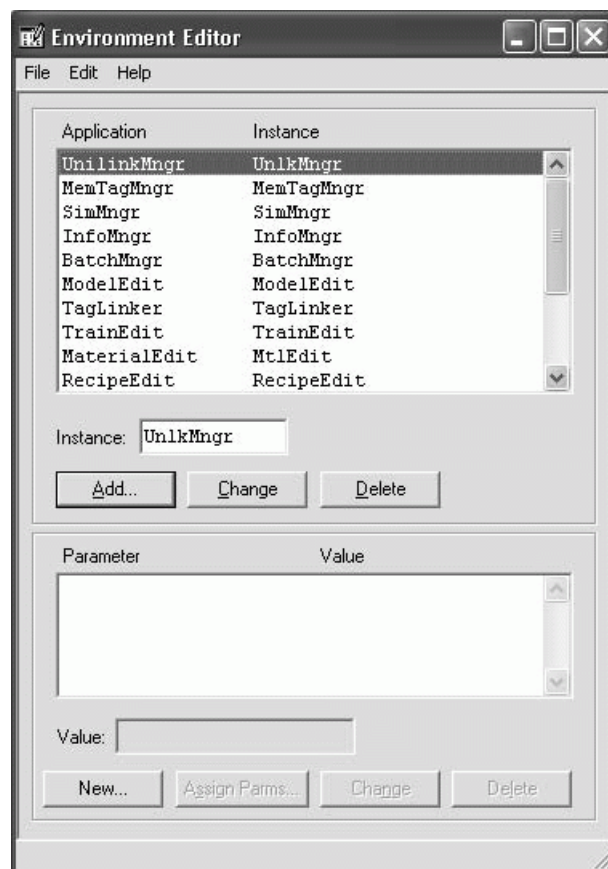 Environment Editor
File Edit Help
Application Instance
UnilinkMngr UnlkMngr
MemTagMngr MemTagMngr
SimMngr SimMngr
InfoMngr InfoMngr
BatchMngr BatchMngr
ModelEdit ModelEdit
TagLinker TagLinker
TrainEdit TrainEdit
MaterialEdit MtlEdit
RecipeEdit RecipeEdit
Instance: UnlkMngr
Add... Change Delete
Parameter Value
Value:
New... Assign Parms... Change Delete